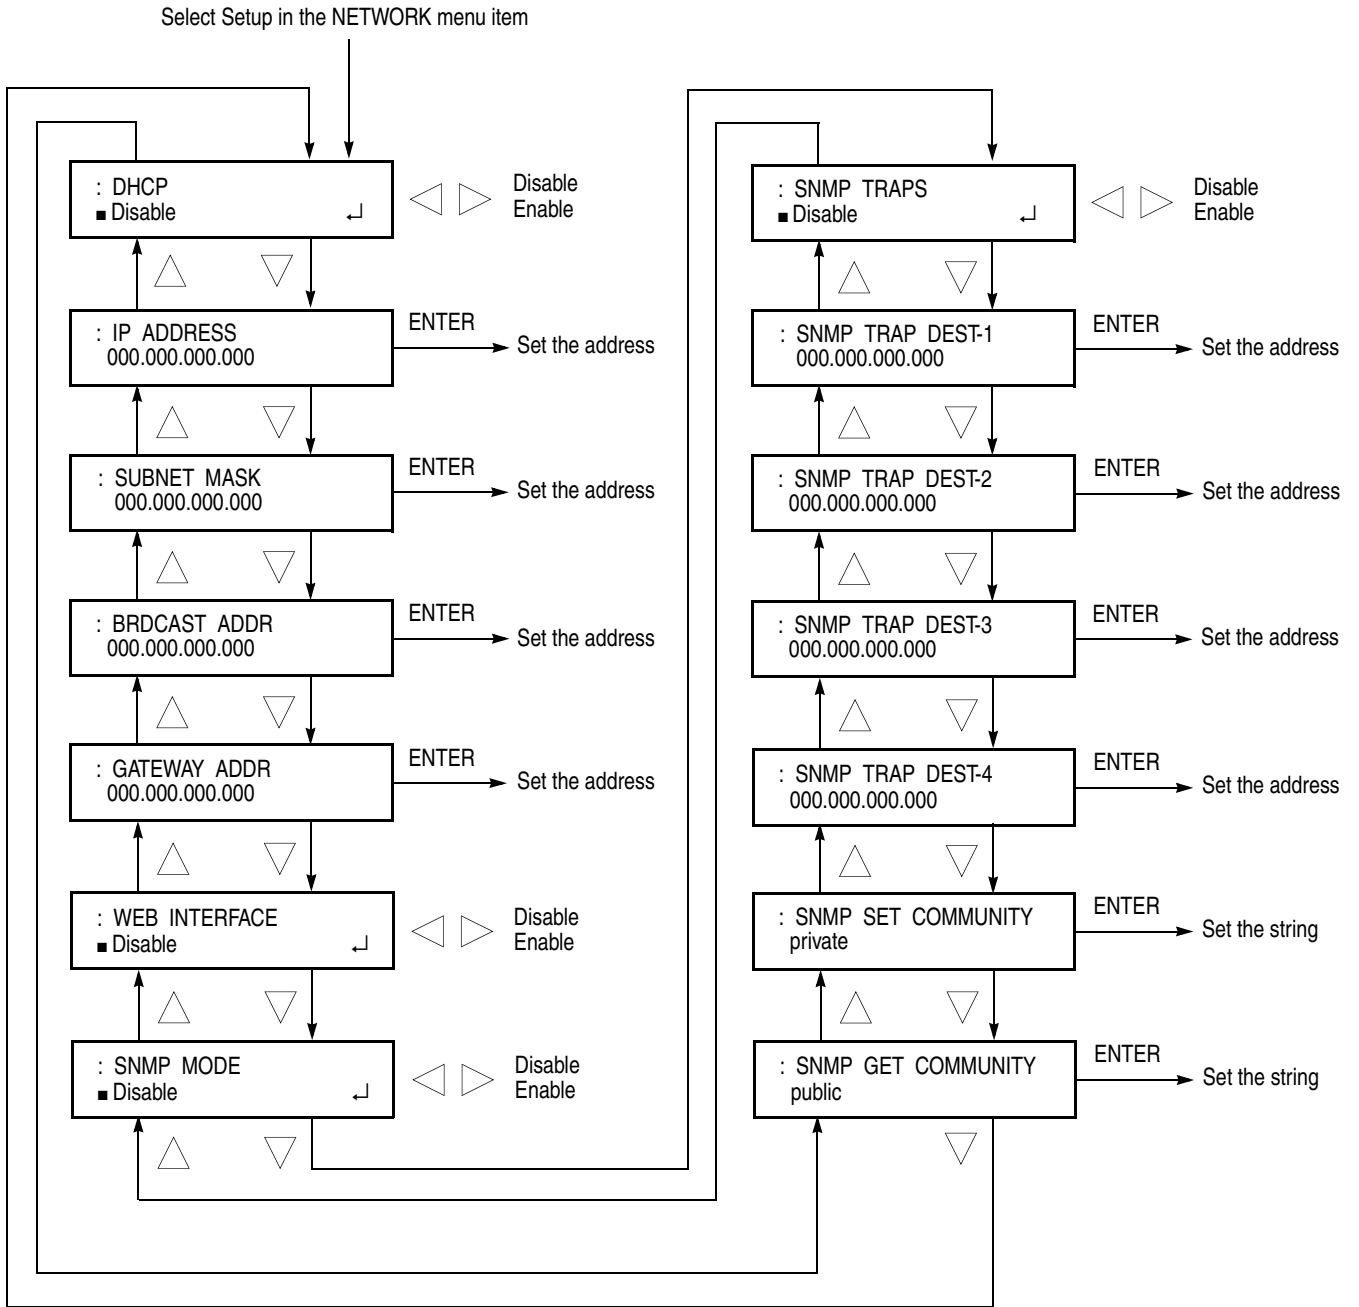 Select Setup in the NETWORK menu item
: DHCP
■ Disable ↵
Disable
Enable
: IP ADDRESS
000.000.000.000
ENTER
Set the address
: SUBNET MASK
000.000.000.000
ENTER
Set the address
: BRDCAST ADDR
000.000.000.000
ENTER
Set the address
: GATEWAY ADDR
000.000.000.000
ENTER
Set the address
: WEB INTERFACE
■ Disable ↵
Disable
Enable
: SNMP MODE
■ Disable ↵
Disable
Enable
: SNMP TRAPS
■ Disable ↵
Disable
Enable
: SNMP TRAP DEST-1
000.000.000.000
ENTER
Set the address
: SNMP TRAP DEST-2
000.000.000.000
ENTER
Set the address
: SNMP TRAP DEST-3
000.000.000.000
ENTER
Set the address
: SNMP TRAP DEST-4
000.000.000.000
ENTER
Set the address
: SNMP SET COMMUNITY
private
ENTER
Set the string
: SNMP GET COMMUNITY
public
ENTER
Set the string